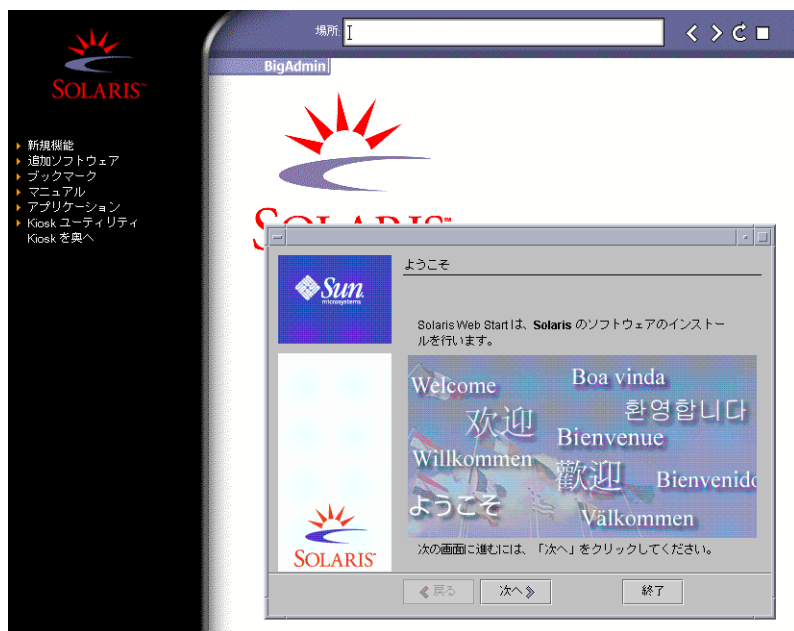 場所:
BigAdmin
SOLARIS™
新規機能
追加ソフトウェア
ブックマーク
マニュアル
アプリケーション
Kiosk ユーティリティ
Kiosk を奥へ
SOLARIS™
ようこそ
Sun
microsystems
Solaris Web Start は、Solaris のソフトウェアのインストー
ルを行います。
Welcome
Boa vinda
欢迎
환영합니다
Bienvenue
Willkommen
歡迎
Bienvenido
ようこそ
Välkommen
SOLARIS™
次の画面に進むには、「次へ」をクリックしてください。
戻る
次へ
終了